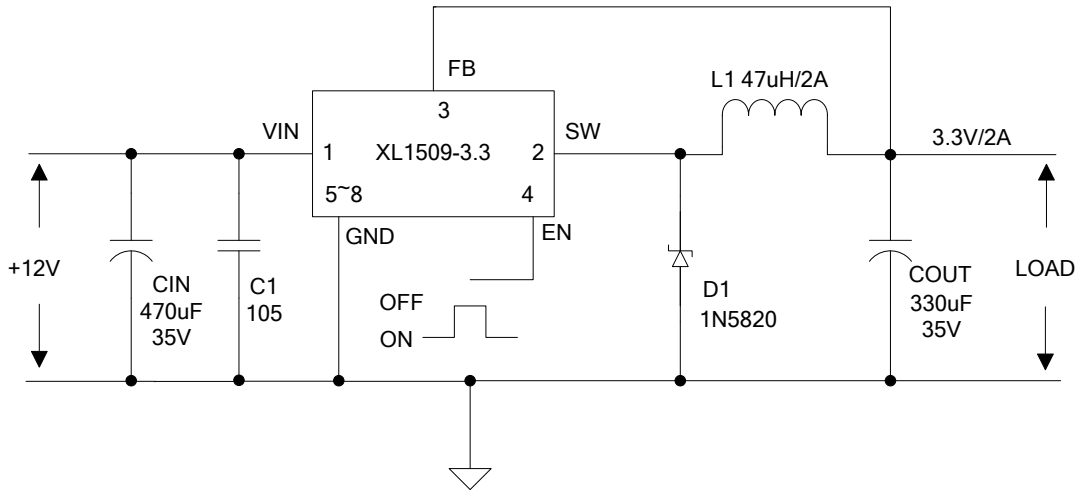 FB
L1 47uH/2A
3
VIN
SW
3.3V/2A
1
XL1509-3.3
2
5~8
4
GND
EN
+12V
CIN
470uF
35V
C1
105
OFF
ON
D1
1N5820
COUT
330uF
35V
LOAD